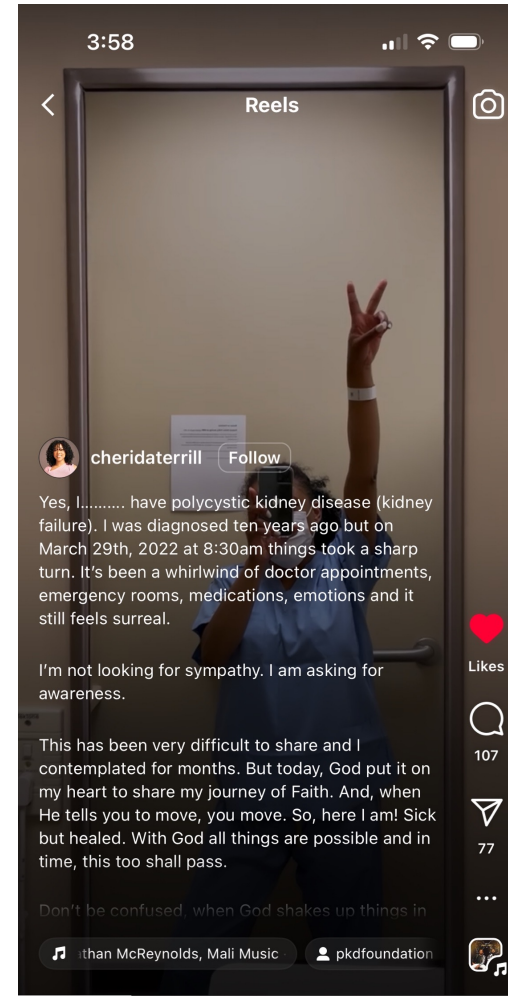 3:58
Reels
cheridaterrill Follow
Yes, I.......... have polycystic kidney disease (kidney
failure). I was diagnosed ten years ago but on
March 29th, 2022 at 8:30am things took a sharp
turn. It’s been a whirlwind of doctor appointments,
emergency rooms, medications, emotions and it
still feels surreal.
I’m not looking for sympathy. I am asking for
awareness.
This has been very difficult to share and I
contemplated for months. But today, God put it on
my heart to share my journey of Faith. And, when
He tells you to move, you move. So, here I am! Sick
but healed. With God all things are possible and in
time, this too shall pass.
Don’t be confused, when God shakes up things in
Likes
107
77
than McReynolds, Mali Music
pkdfoundation